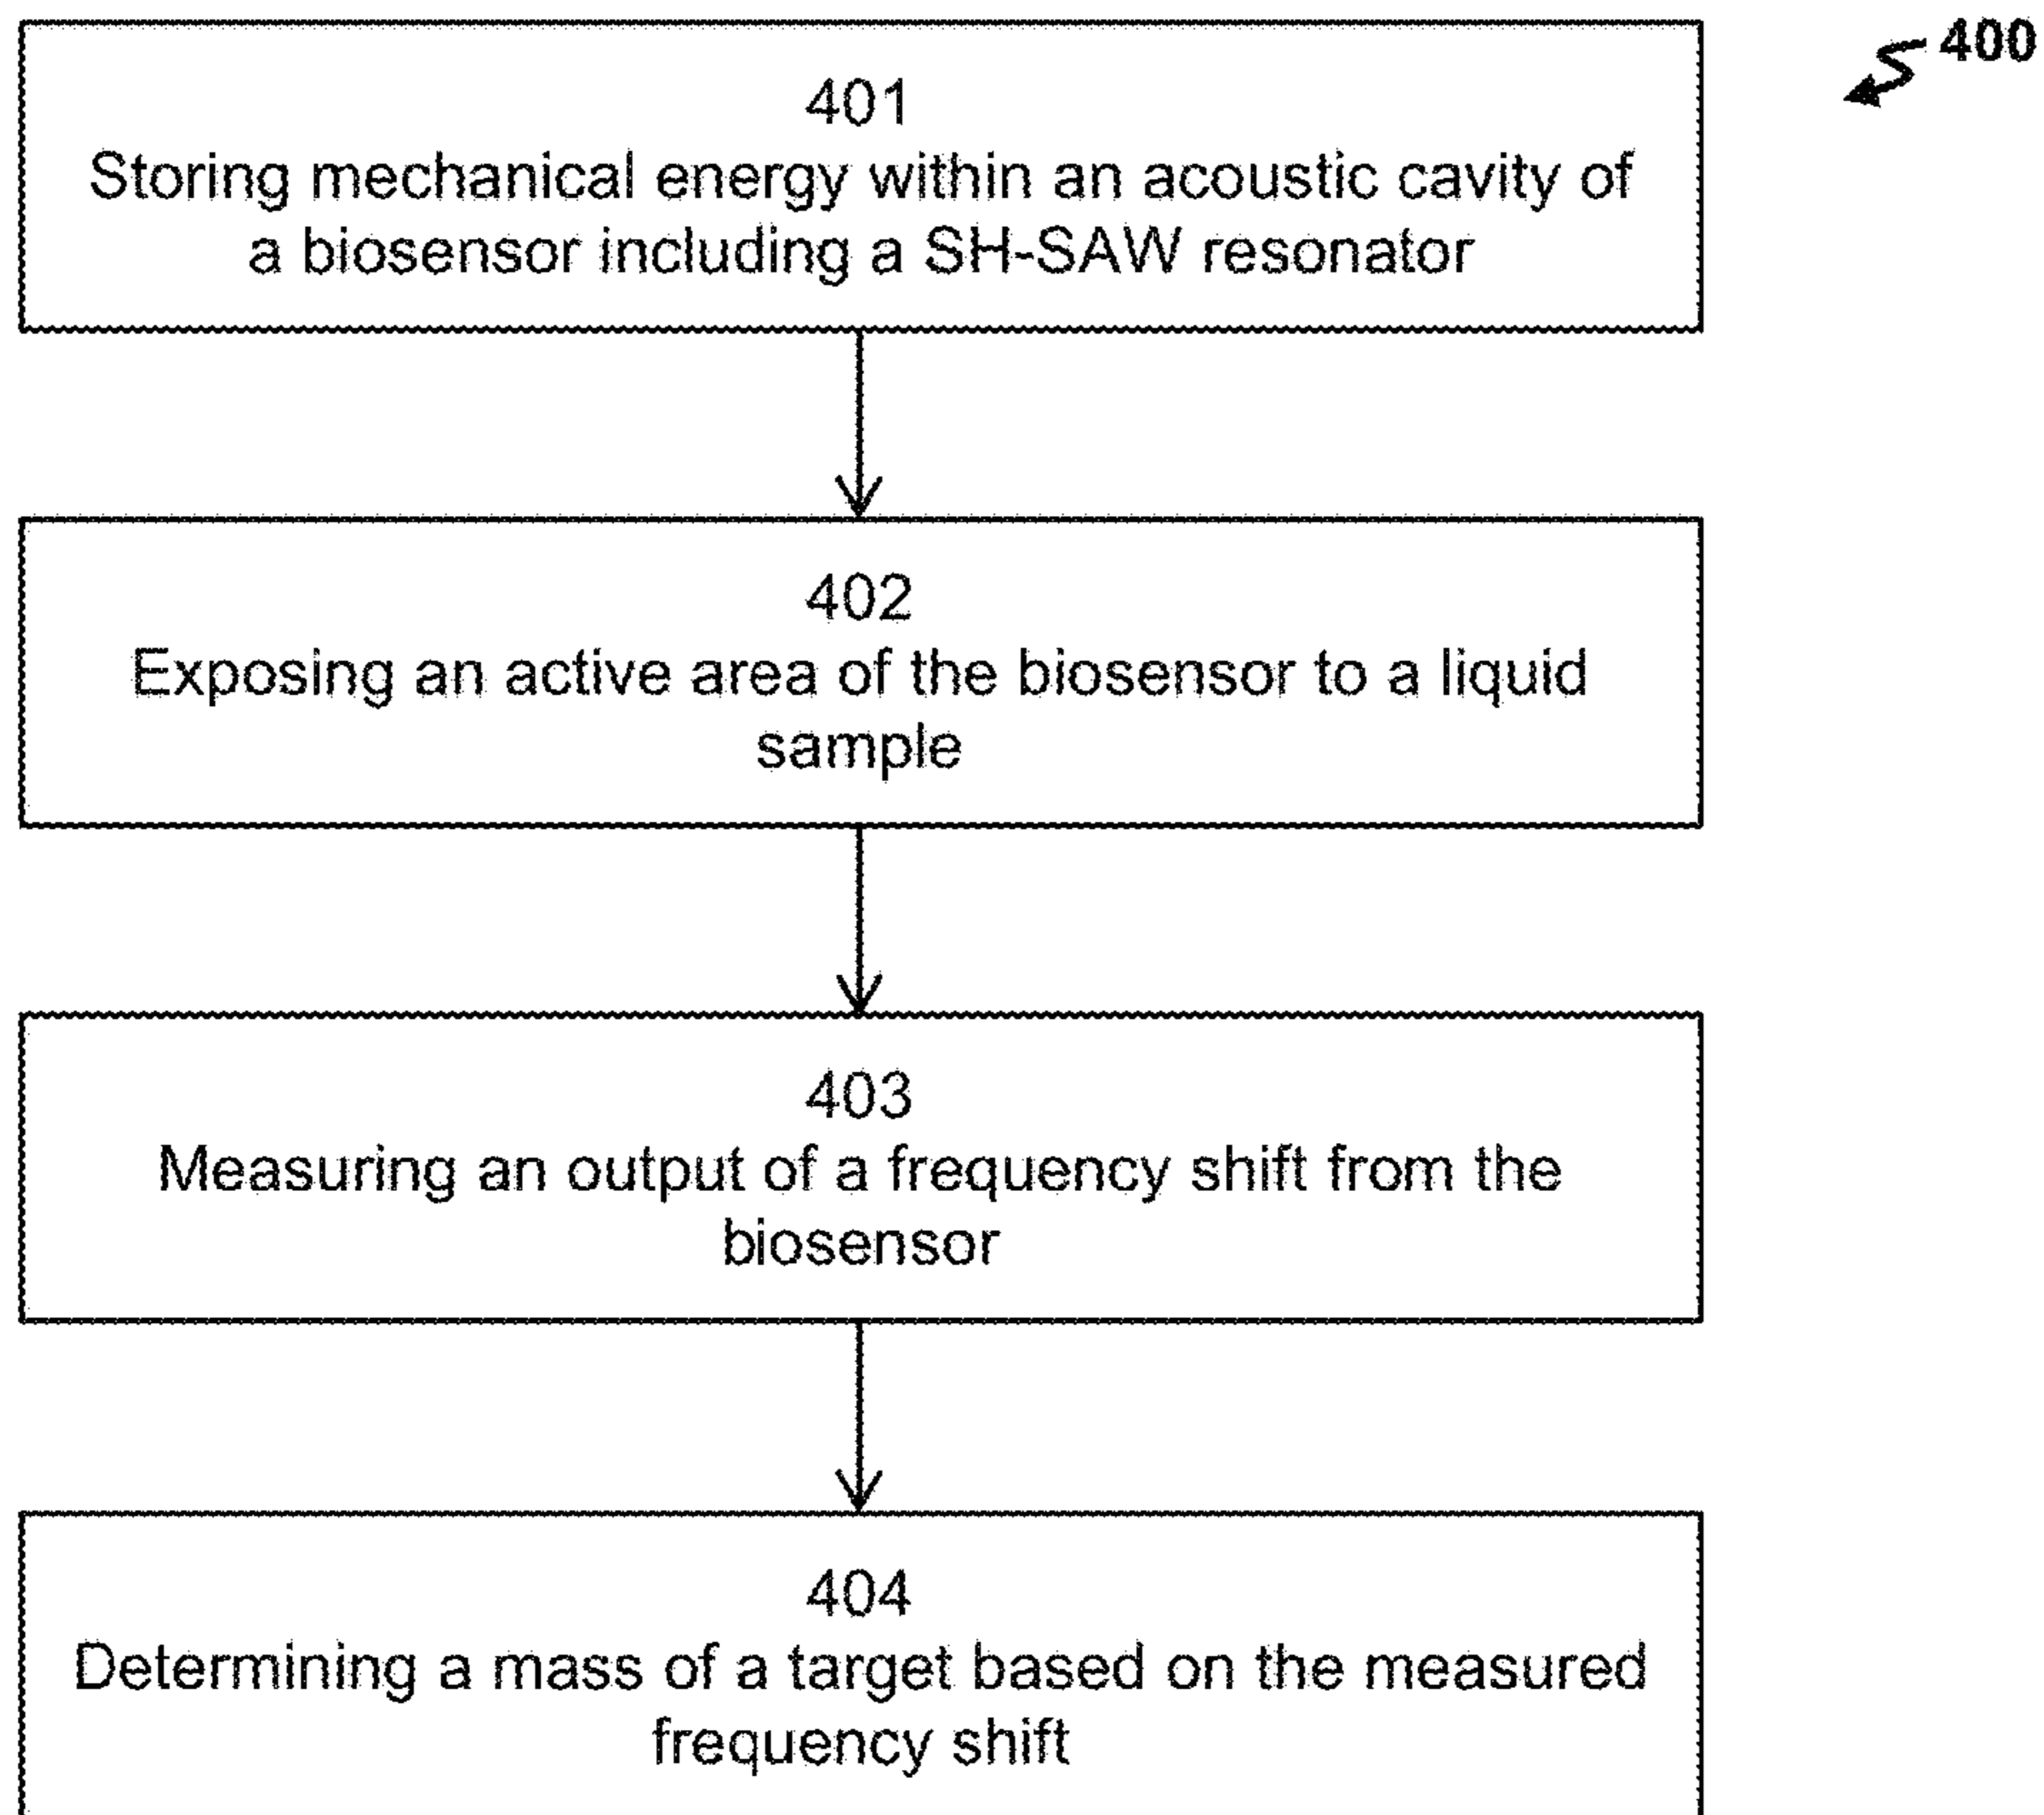 400
401
Storing mechanical energy within an acoustic cavity of
a biosensor including a SH-SAW resonator
402
Exposing an active area of the biosensor to a liquid
sample
403
Measuring an output of a frequency shift from the
biosensor
404
Determining a mass of a target based on the measured
frequency shift